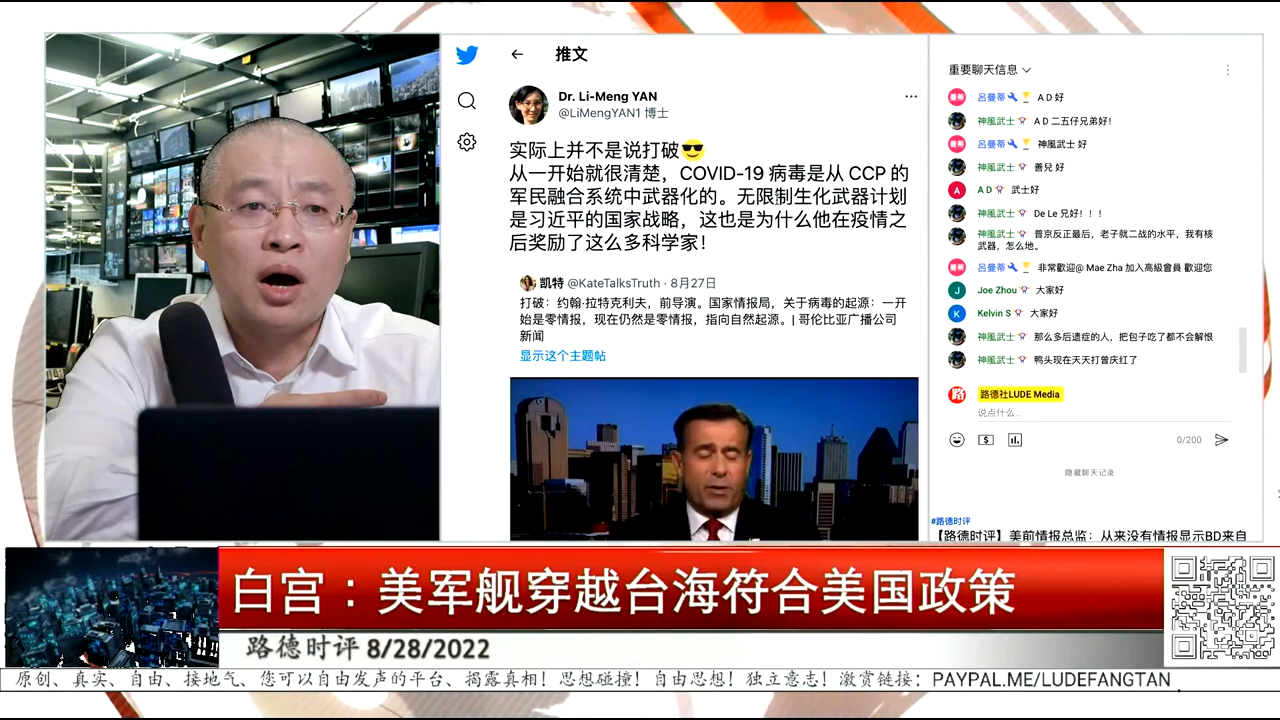 推文
Dr. Li-Meng YAN
@LiMengYAN1 博士
实际上并不是说打破😎
从一开始就很清楚，COVID-19 病毒是从 CCP 的
军民融合系统中武器化的。无限制生化武器计划
是习近平的国家战略，这也是为什么他在疫情之
后奖励了这么多科学家！
凯特 @KateTalksTruth · 8月27日
打破：约翰·拉特克利夫，前导演。国家情报局，关于病毒的起源：一开
始是零情报，现在仍然是零情报，指向自然起源。| 哥伦比亚广播公司
新闻
显示这个主题帖
重要聊天信息
曼蒂 呂曼蒂🔧🏆 A D 好
神風武士 A D 二五仔兄弟好！
曼蒂 呂曼蒂🔧🏆 神風武士 好
神風武士 善兒 好
A A D 武士好
神風武士 De Le 兄好！！！
神風武士 普京反正最后，老子就二战的水平，我有核
武器，怎么地。
曼蒂 呂曼蒂🔧🏆 非常歡迎@ Mae Zha 加入高級會員 歡迎您
J Joe Zhou 大家好
K Kelvin S 大家好
神風武士 那么多后遗症的人，把包子吃了都不会解恨
神風武士 鸭头现在天天打曾庆红了
路 路德社LUDE Media
说点什么...
0/200
隐藏聊天记录
#路德时评
【路德时评】美前情报总监：从来没有情报显示BD来自
白宫：美军舰穿越台海符合美国政策
路德时评 8/28/2022
原创、真实、自由、接地气、您可以自由发声的平台、揭露真相！思想碰撞！自由思想！独立意志！激赏链接：PAYPAL.ME/LUDEFANGTAN